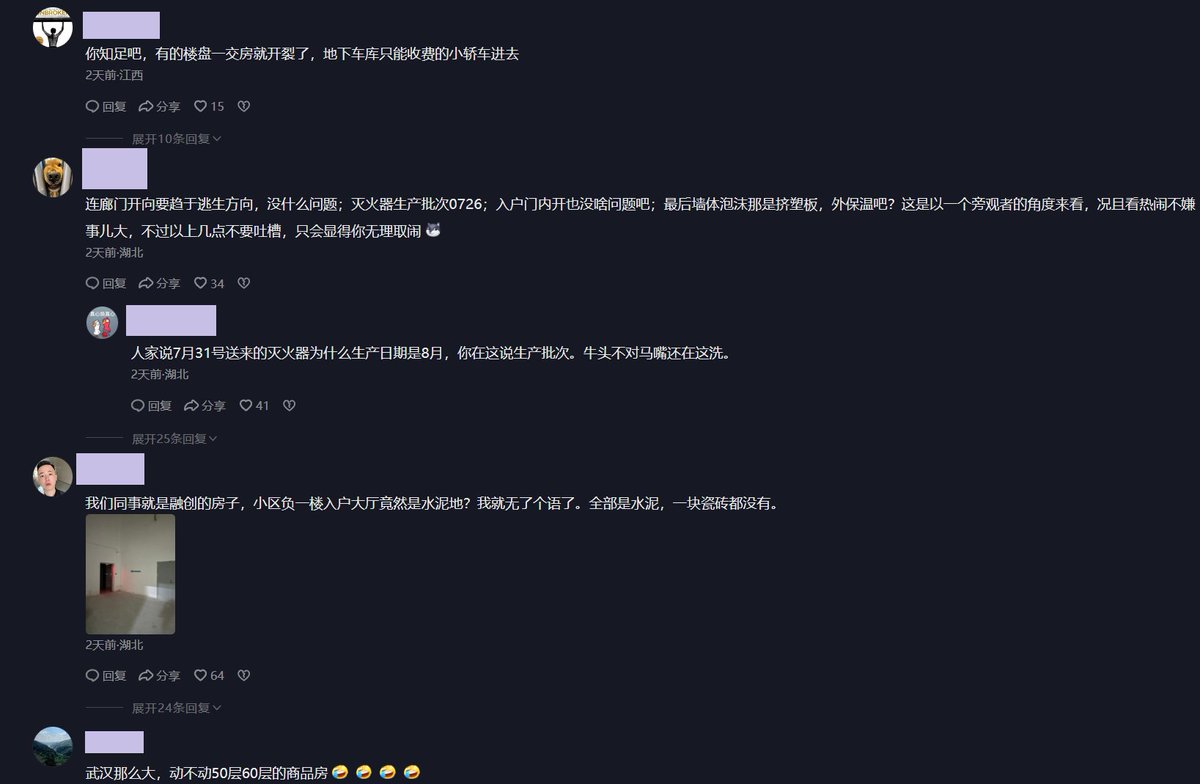 你知足吧，有的楼盘一交房就开裂了，地下车库只能收费的小轿车进去
2天前·江西
回复 分享 15
展开10条回复
连廊门开向要趋于逃生方向，没什么问题；灭火器生产批次0726；入户门内开也没啥问题吧；最后墙体泡沫那是挤塑板，外保温吧？这是以一个旁观者的角度来看，况且看热闹不嫌
事儿大，不过以上几点不要吐槽，只会显得你无理取闹
2天前·湖北
回复 分享 34
人家说7月31号送来的灭火器为什么生产日期是8月，你在这说生产批次。牛头不对马嘴还在这洗。
2天前·湖北
回复 分享 41
展开25条回复
我们同事就是融创的房子，小区负一楼入户大厅竟然是水泥地？我就无了个语了。全部是水泥，一块瓷砖都没有。
2天前·湖北
回复 分享 64
展开24条回复
武汉那么大，动不动50层60层的商品房🤣🤣🤣🤣